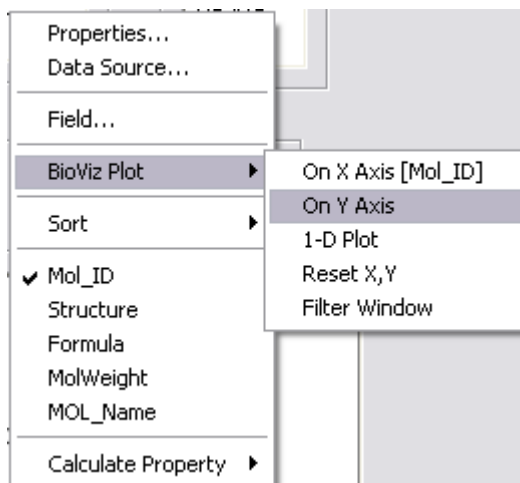 Properties...
Data Source...
Field...
BioViz Plot
On X Axis [Mol_ID]
On Y Axis
1-D Plot
Reset X,Y
Filter Window
Sort
Mol_ID
Structure
Formula
MolWeight
MOL_Name
Calculate Property